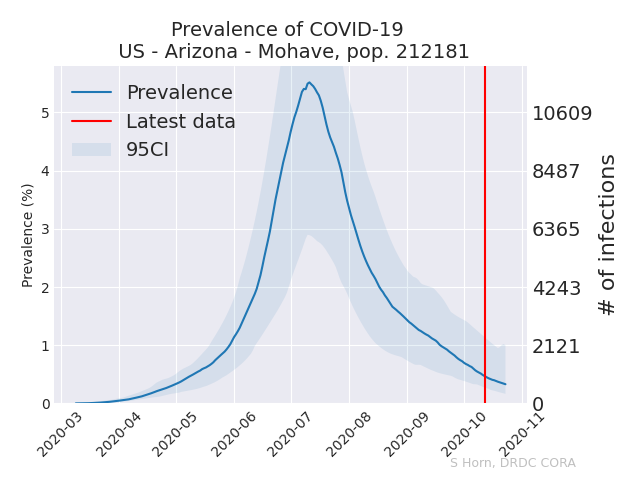 Prevalence of COVID-19
US - Arizona - Mohave, pop. 212181
Prevalence
Latest data
95CI
Prevalence (%)
5
4
3
2
1
0
10609
8487
6365
4243
2121
0
# of infections
2020-03
2020-04
2020-05
2020-06
2020-07
2020-08
2020-09
2020-10
2020-11
S Horn, DRDC CORA